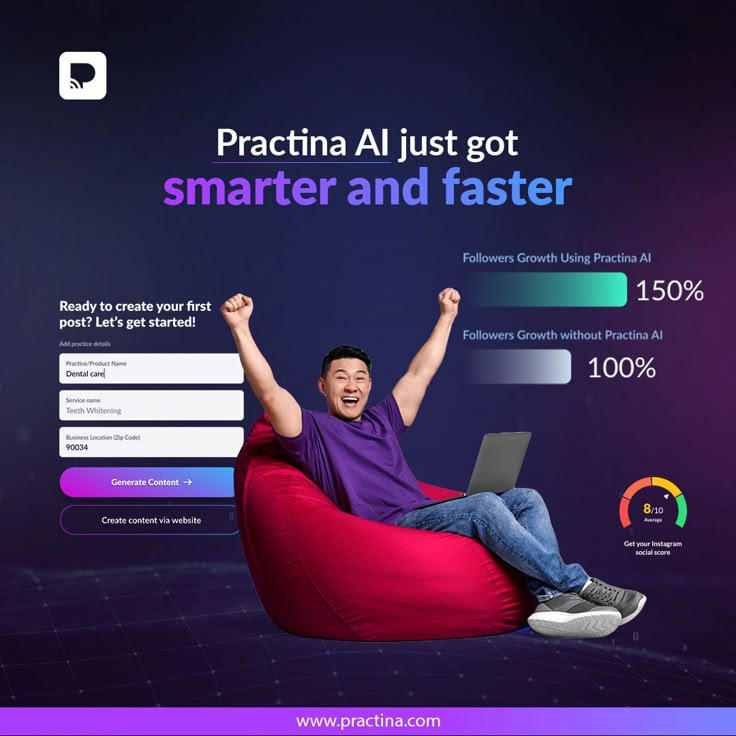 Practina AI just got
smarter and faster
Followers Growth Using Practina AI
150%
Followers Growth without Practina AI
100%
Ready to create your first
post? Let's get started!
Add practice details
Practice/Product Name
Dental care
Service name
Teeth Whitening
Business Location (Zip Code)
90034
Generate Content →
Create content via website
8/10
Average
Get your Instagram
social score
www.practina.com